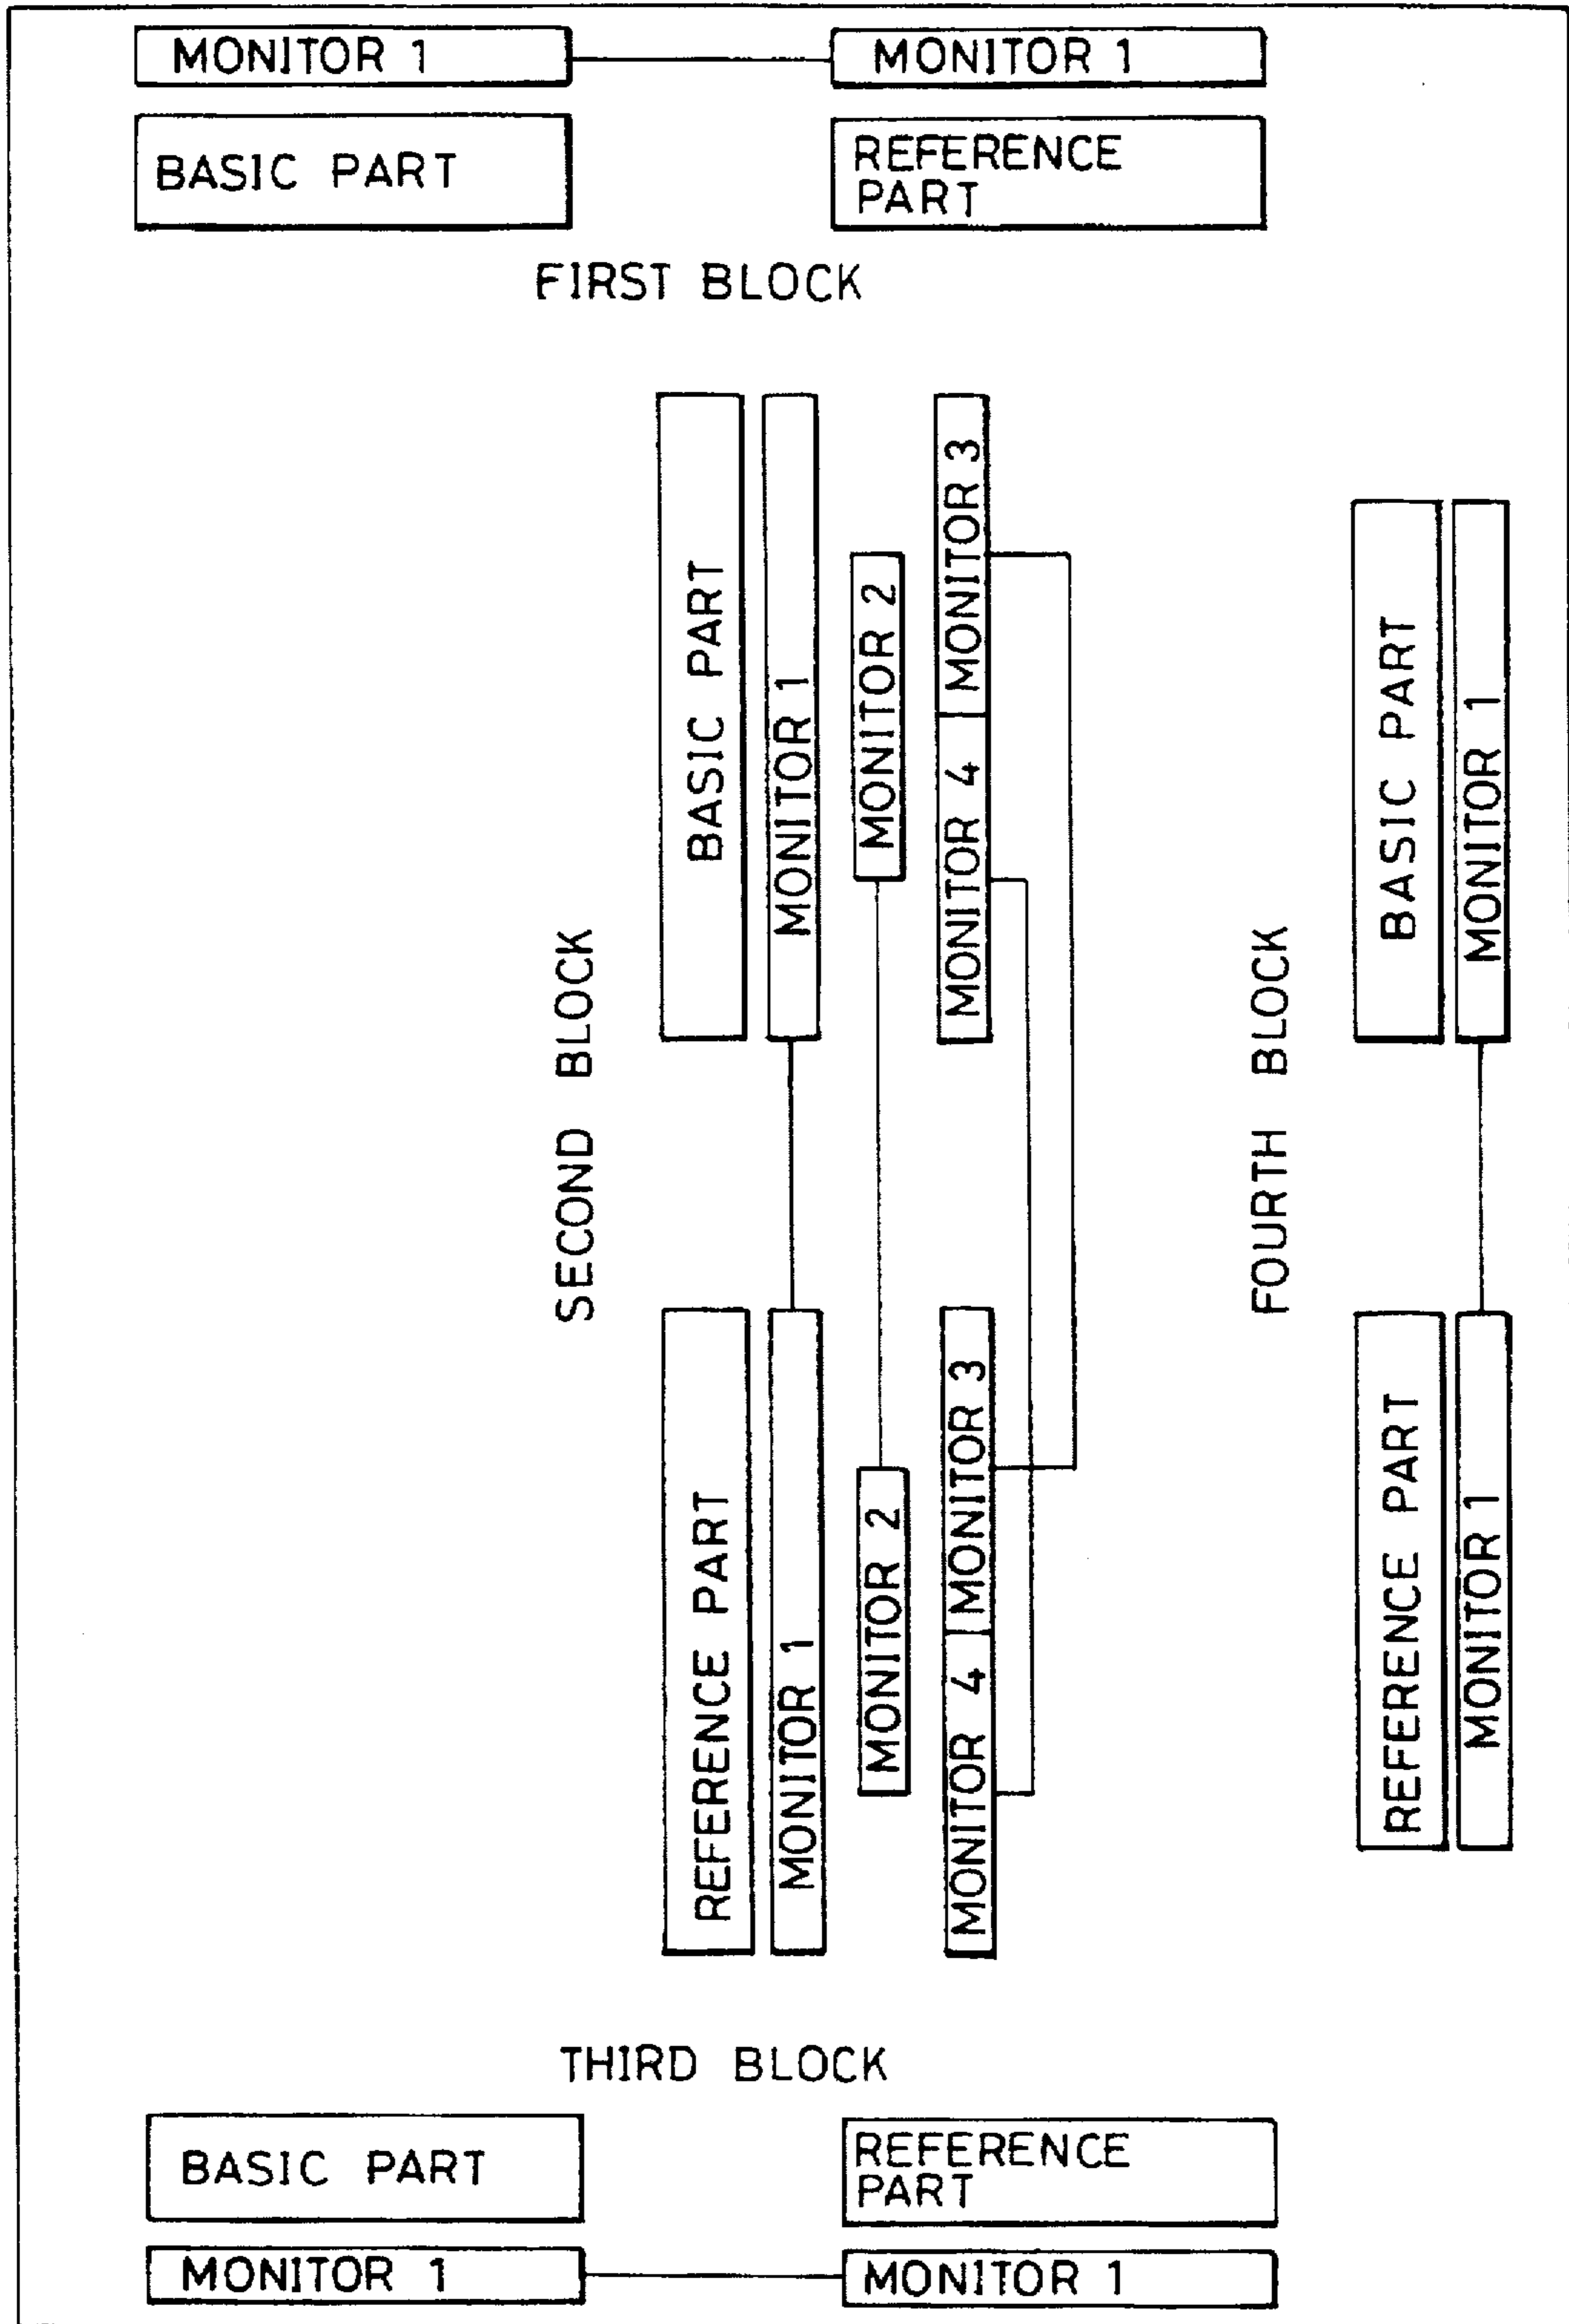 MONITOR 1
MONITOR 1
BASIC PART
REFERENCE
PART
FIRST BLOCK
SECOND BLOCK
BASIC PART
MONITOR 1
MONITOR 2
MONITOR 3
MONITOR 4
REFERENCE PART
MONITOR 1
MONITOR 2
MONITOR 3
MONITOR 4
FOURTH BLOCK
BASIC PART
MONITOR 1
REFERENCE PART
MONITOR 1
THIRD BLOCK
BASIC PART
REFERENCE
PART
MONITOR 1
MONITOR 1